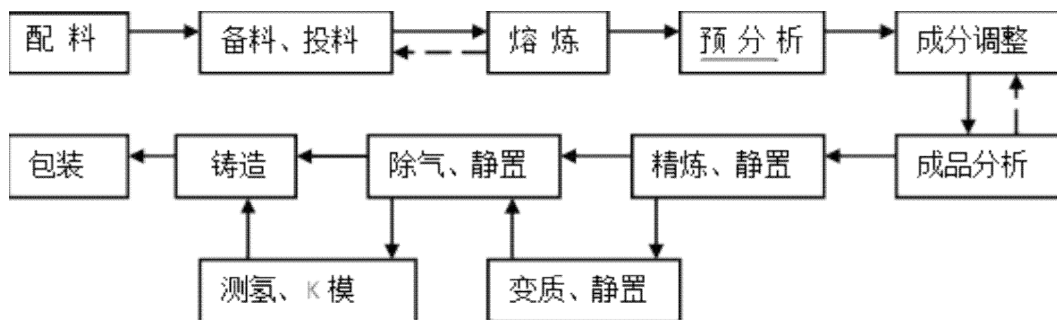 配 料
备料、投料
熔 炼
预 分 析
成分调整
包装
铸造
除气、静置
精炼、静置
成品分析
测氢、K 模
变质、静置